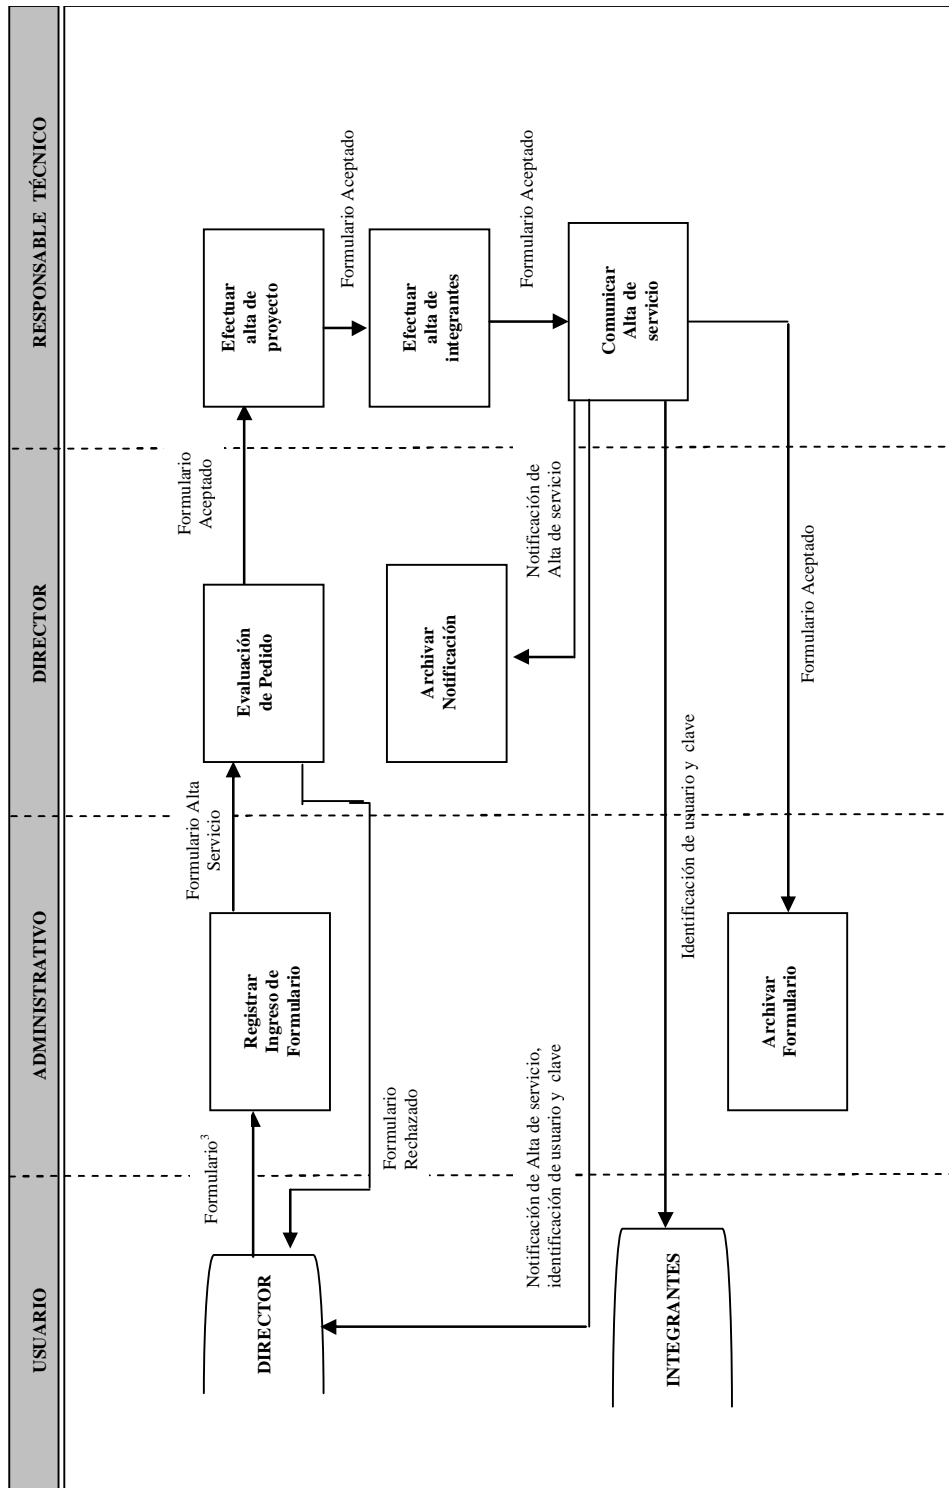 USUARIO
ADMINISTRATIVO
DIRECTOR
RESPONSABLE TÉCNICO
DIRECTOR
Formulario³
Registrar
Ingreso de
Formulario
Formulario Alta
Servicio
Evaluación
de Pedido
Formulario
Aceptado
Efectuar
alta de
proyecto
Formulario Aceptado
Formulario
Rechazado
Archivar
Notificación
Efectuar
alta de
integrantes
Formulario Aceptado
Notificación de Alta de servicio,
identificación de usuario y clave
Notificación de
Alta de servicio
Comunicar
Alta de
servicio
INTEGRANTES
Identificación de usuario y clave
Archivar
Formulario
Formulario Aceptado